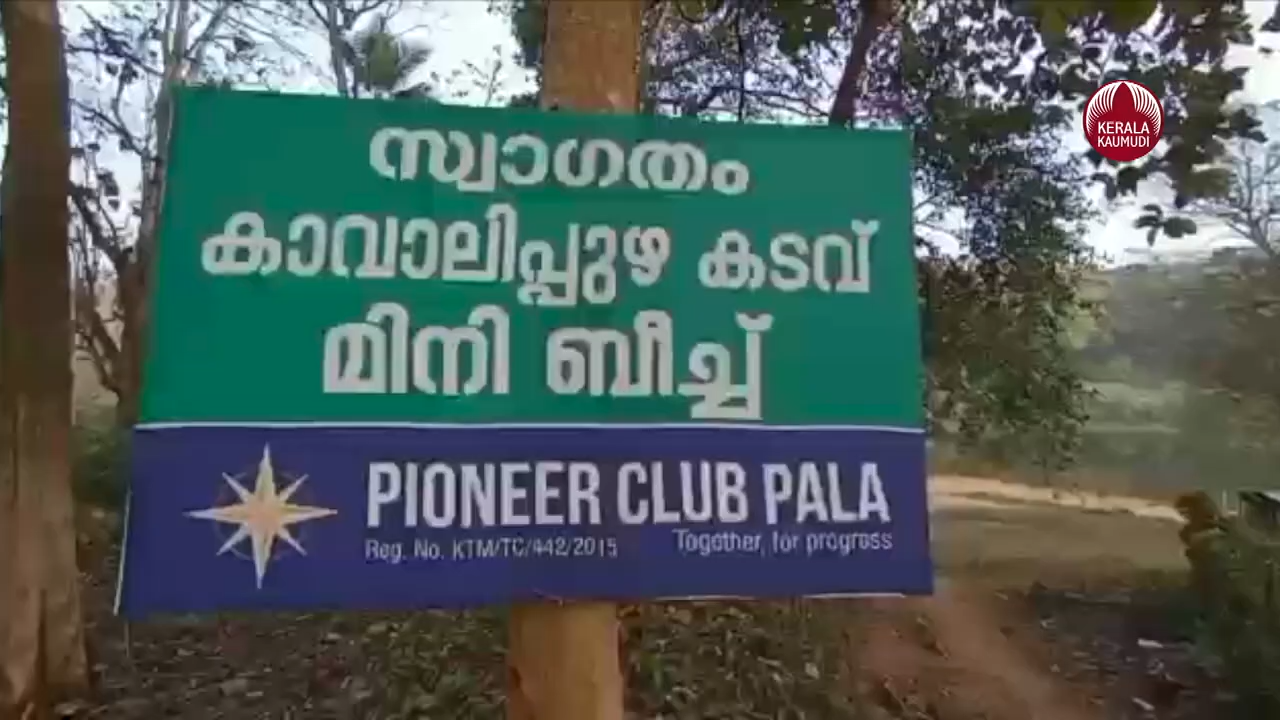 സ്വാഗതം
കാവാലിപ്പുഴ കടവ്
മിനി ബീച്ച്
PIONEER CLUB PALA
Reg. No. KTM/TC/442/2015 Together, for progress
KERALA
KAUMUDI